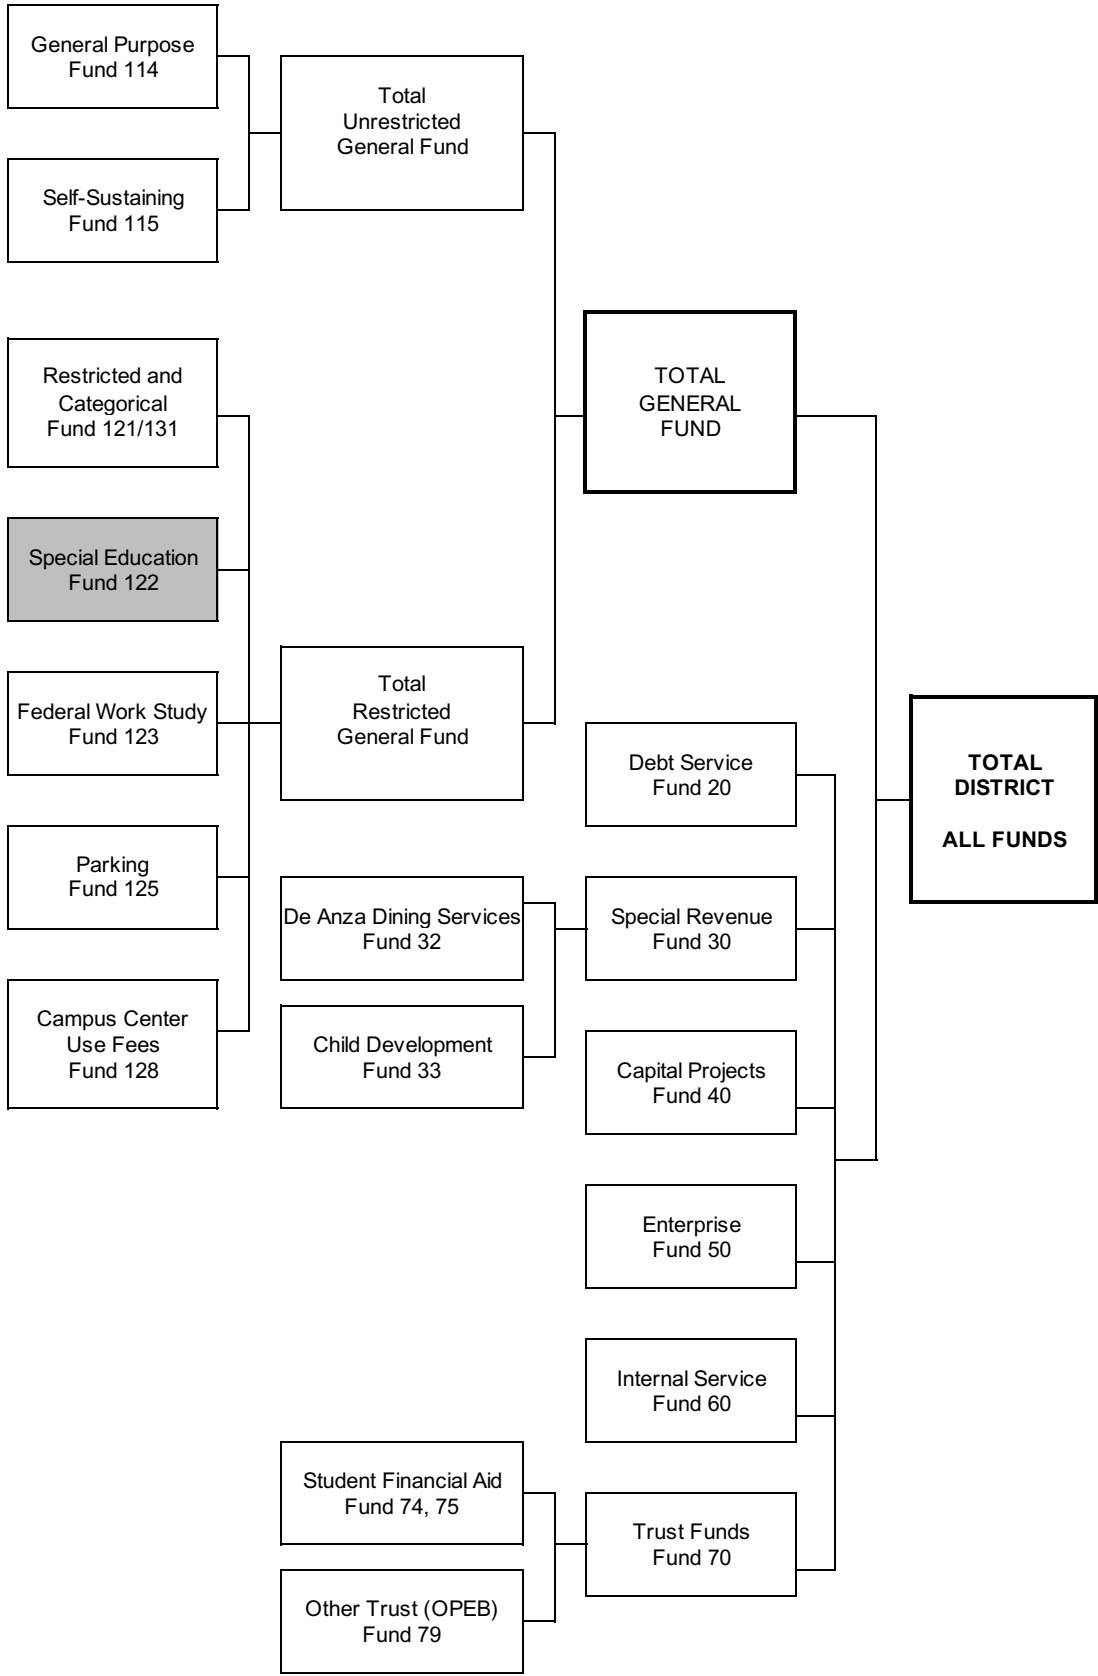 General Purpose
Fund 114
Total
Unrestricted
General Fund
Self-Sustaining
Fund 115
Restricted and
Categorical
Fund 121/131
TOTAL
GENERAL
FUND
Special Education
Fund 122
Federal Work Study
Fund 123
Total
Restricted
General Fund
Debt Service
Fund 20
TOTAL
DISTRICT
ALL FUNDS
Parking
Fund 125
De Anza Dining Services
Fund 32
Special Revenue
Fund 30
Campus Center
Use Fees
Fund 128
Child Development
Fund 33
Capital Projects
Fund 40
Enterprise
Fund 50
Internal Service
Fund 60
Student Financial Aid
Fund 74, 75
Trust Funds
Fund 70
Other Trust (OPEB)
Fund 79